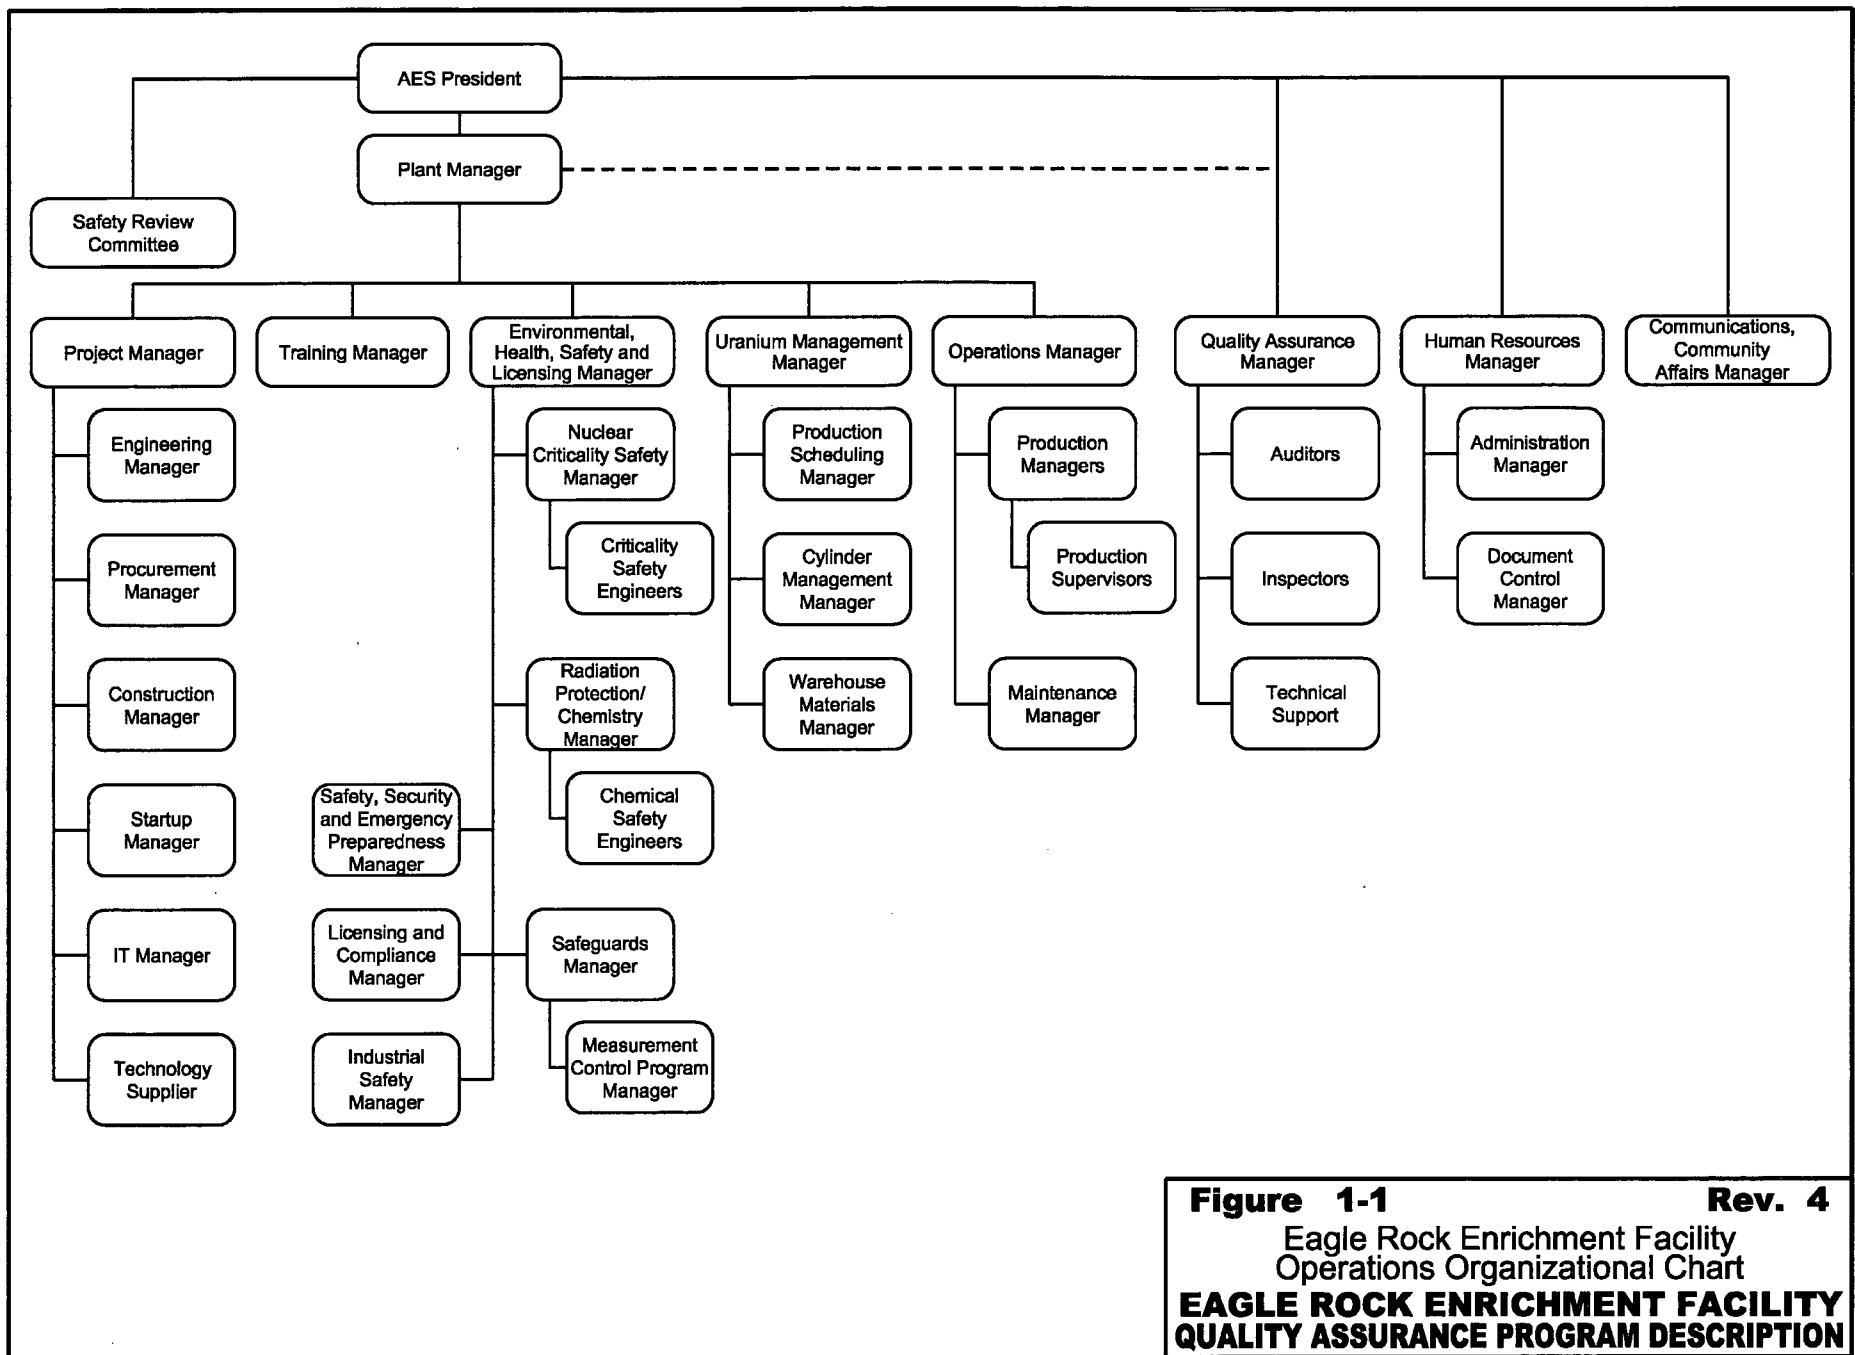 AES President
Plant Manager
Safety Review
Committee
Project Manager
Training Manager
Environmental,
Health, Safety and
Licensing Manager
Uranium Management
Manager
Operations Manager
Quality Assurance
Manager
Human Resources
Manager
Communications,
Community
Affairs Manager
Engineering
Manager
Nuclear
Criticality Safety
Manager
Production
Scheduling
Manager
Production
Managers
Auditors
Administration
Manager
Procurement
Manager
Criticality
Safety
Engineers
Cylinder
Management
Manager
Production
Supervisors
Inspectors
Document
Control
Manager
Construction
Manager
Radiation
Protection/
Chemistry
Manager
Warehouse
Materials
Manager
Maintenance
Manager
Technical
Support
Startup
Manager
Safety, Security
and Emergency
Preparedness
Manager
Chemical
Safety
Engineers
IT Manager
Licensing and
Compliance
Manager
Safeguards
Manager
Technology
Supplier
Industrial
Safety
Manager
Measurement
Control Program
Manager
Figure 1-1 Rev. 4
Eagle Rock Enrichment Facility
Operations Organizational Chart
EAGLE ROCK ENRICHMENT FACILITY
QUALITY ASSURANCE PROGRAM DESCRIPTION